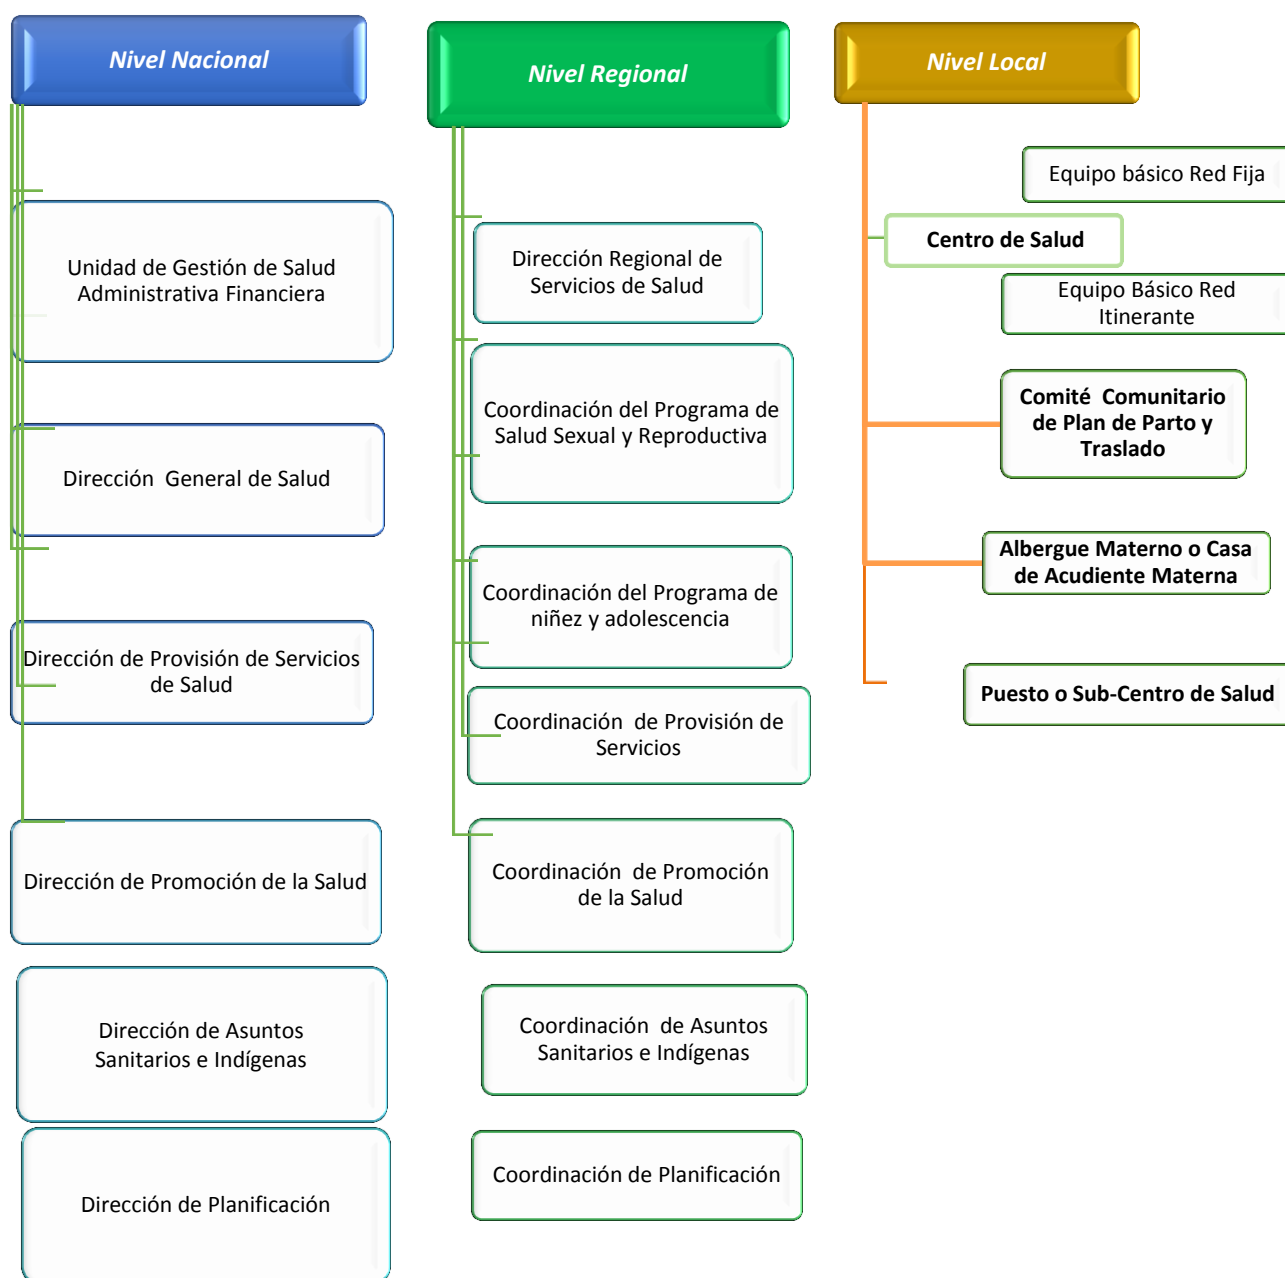 Nivel Nacional
Unidad de Gestión de Salud
Administrativa Financiera
Dirección General de Salud
Dirección de Provisión de Servicios
de Salud
Dirección de Promoción de la Salud
Dirección de Asuntos
Sanitarios e Indígenas
Dirección de Planificación
Nivel Regional
Dirección Regional de
Servicios de Salud
Coordinación del Programa de
Salud Sexual y Reproductiva
Coordinación del Programa de
niñez y adolescencia
Coordinación de Provisión de
Servicios
Coordinación de Promoción
de la Salud
Coordinación de Asuntos
Sanitarios e Indígenas
Coordinación de Planificación
Nivel Local
Equipo básico Red Fija
Centro de Salud
Equipo Básico Red
Itinerante
Comité Comunitario
de Plan de Parto y
Traslado
Albergue Materno o Casa
de Acudiente Materna
Puesto o Sub-Centro de Salud